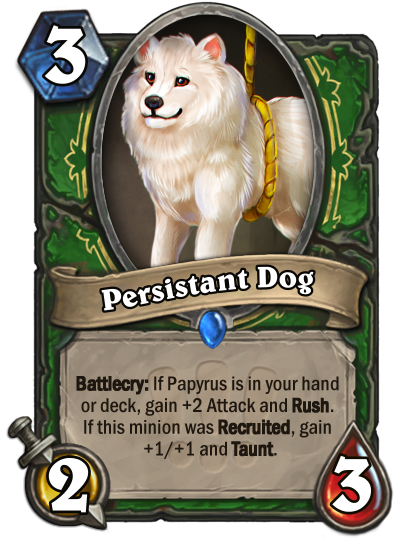 3
Persistant Dog
Battlecry: If Papyrus is in your hand
or deck, gain +2 Attack and Rush.
If this minion was Recruited, gain
+1/+1 and Taunt.
2
3